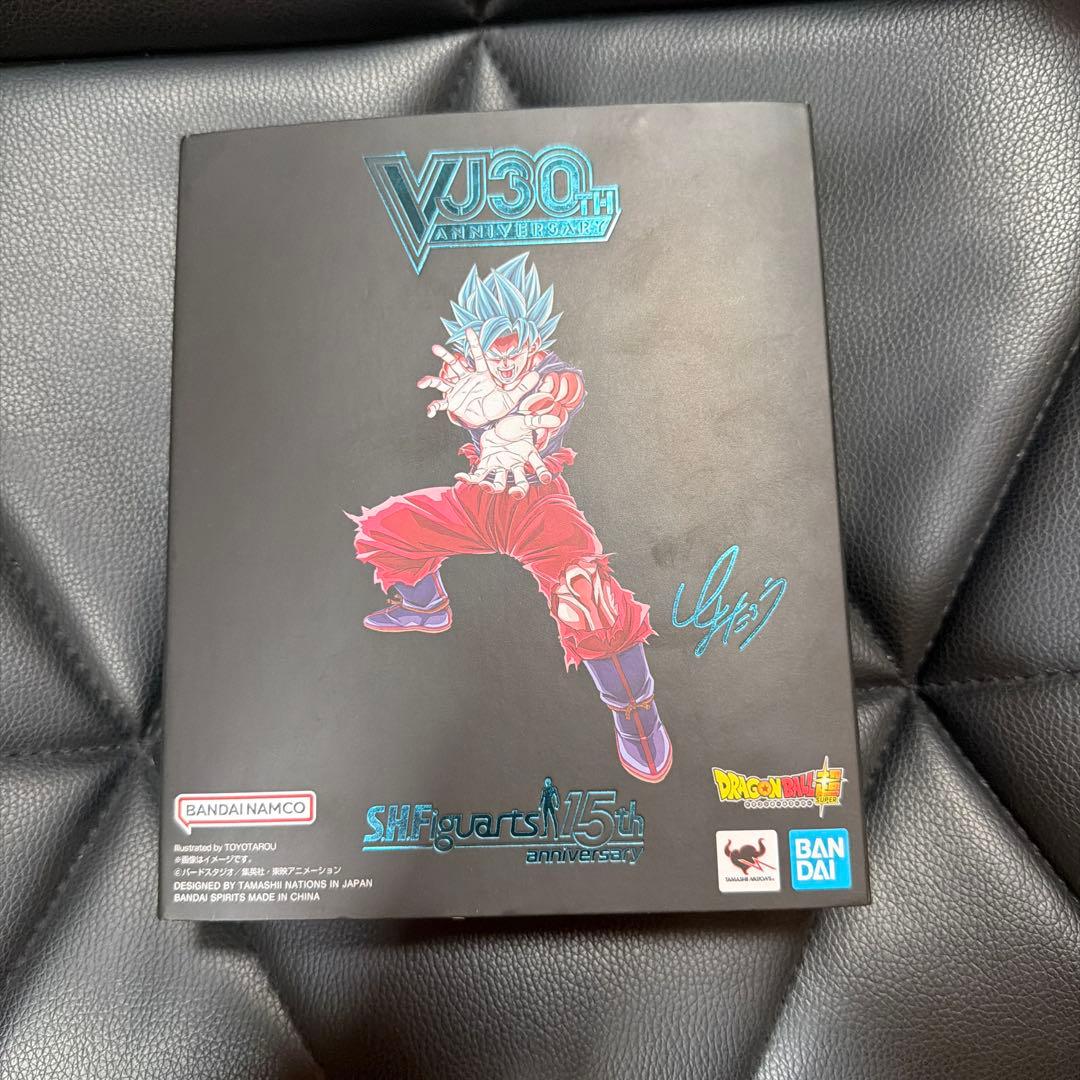 VJ30TH
ANNIVERSARY
BANDAI NAMCO
Illustrated by TOYOTAROU
※画像はイメージです。
©バードスタジオ／集英社・東映アニメーション
DESIGNED BY TAMASHII NATIONS IN JAPAN
BANDAI SPIRITS MADE IN CHINA
S.H.Figuarts 15th
anniversary
DRAGON BALL 超
SUPER
TAMASHII NATIONS
BAN
DAI